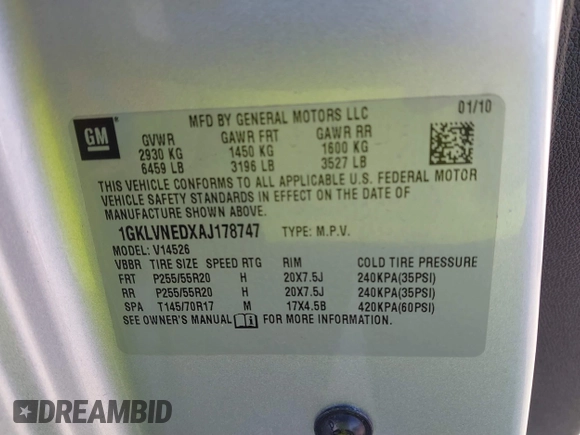 MFD BY GENERAL MOTORS LLC 01/10
GM
GVWR GAWR FRT GAWR RR
2930 KG 1450 KG 1600 KG
6459 LB 3196 LB 3527 LB
THIS VEHICLE CONFORMS TO ALL APPLICABLE U.S. FEDERAL MOTOR
VEHICLE SAFETY STANDARDS IN EFFECT ON THE DATE OF
MANUFACTURE SHOWN ABOVE.
1GKLVNEDXAJ178747 TYPE: M.P.V.
MODEL: V14526
VBBR TIRE SIZE SPEED RTG RIM COLD TIRE PRESSURE
FRT P255/55R20 H 20X7.5J 240KPA(35PSI)
RR P255/55R20 H 20X7.5J 240KPA(35PSI)
SPA T145/70R17 M 17X4.5B 420KPA(60PSI)
SEE OWNER'S MANUAL FOR MORE INFORMATION.
DREAMBID